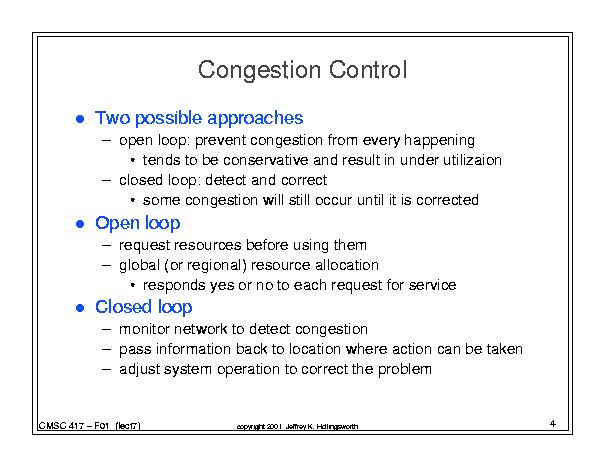 Congestion Control
● Two possible approaches
– open loop: prevent congestion from every happening
• tends to be conservative and result in under utilizaion
– closed loop: detect and correct
• some congestion will still occur until it is corrected
● Open loop
– request resources before using them
– global (or regional) resource allocation
• responds yes or no to each request for service
● Closed loop
– monitor network to detect congestion
– pass information back to location where action can be taken
– adjust system operation to correct the problem
CMSC 417 – F01 (lect7)
copyright 2001 Jeffrey K. Hollingsworth
4